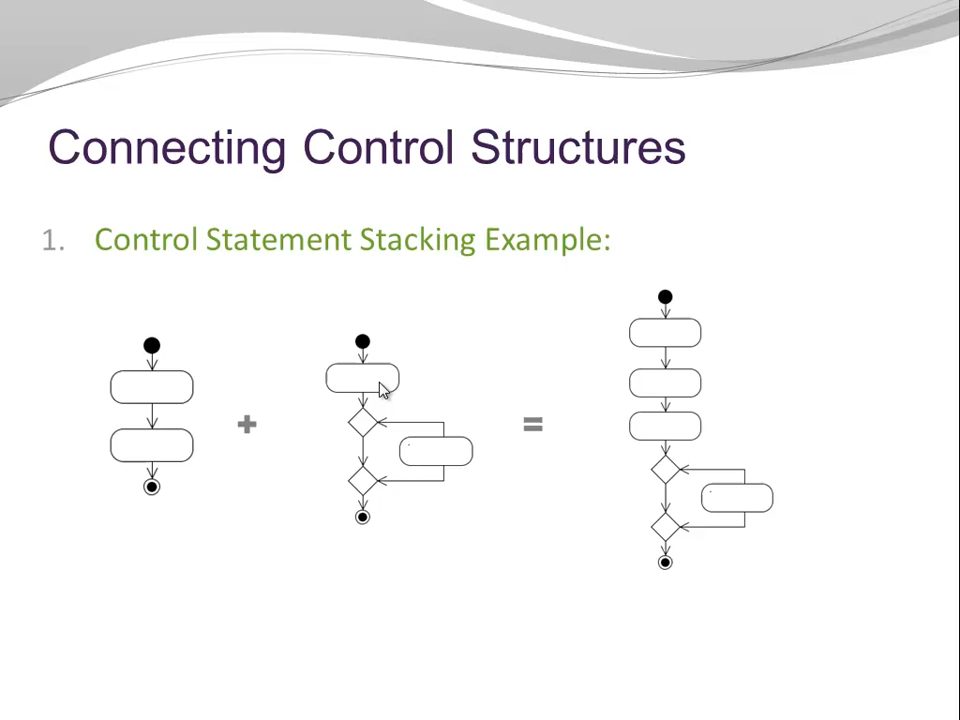 Connecting Control Structures
1. Control Statement Stacking Example:
+ =